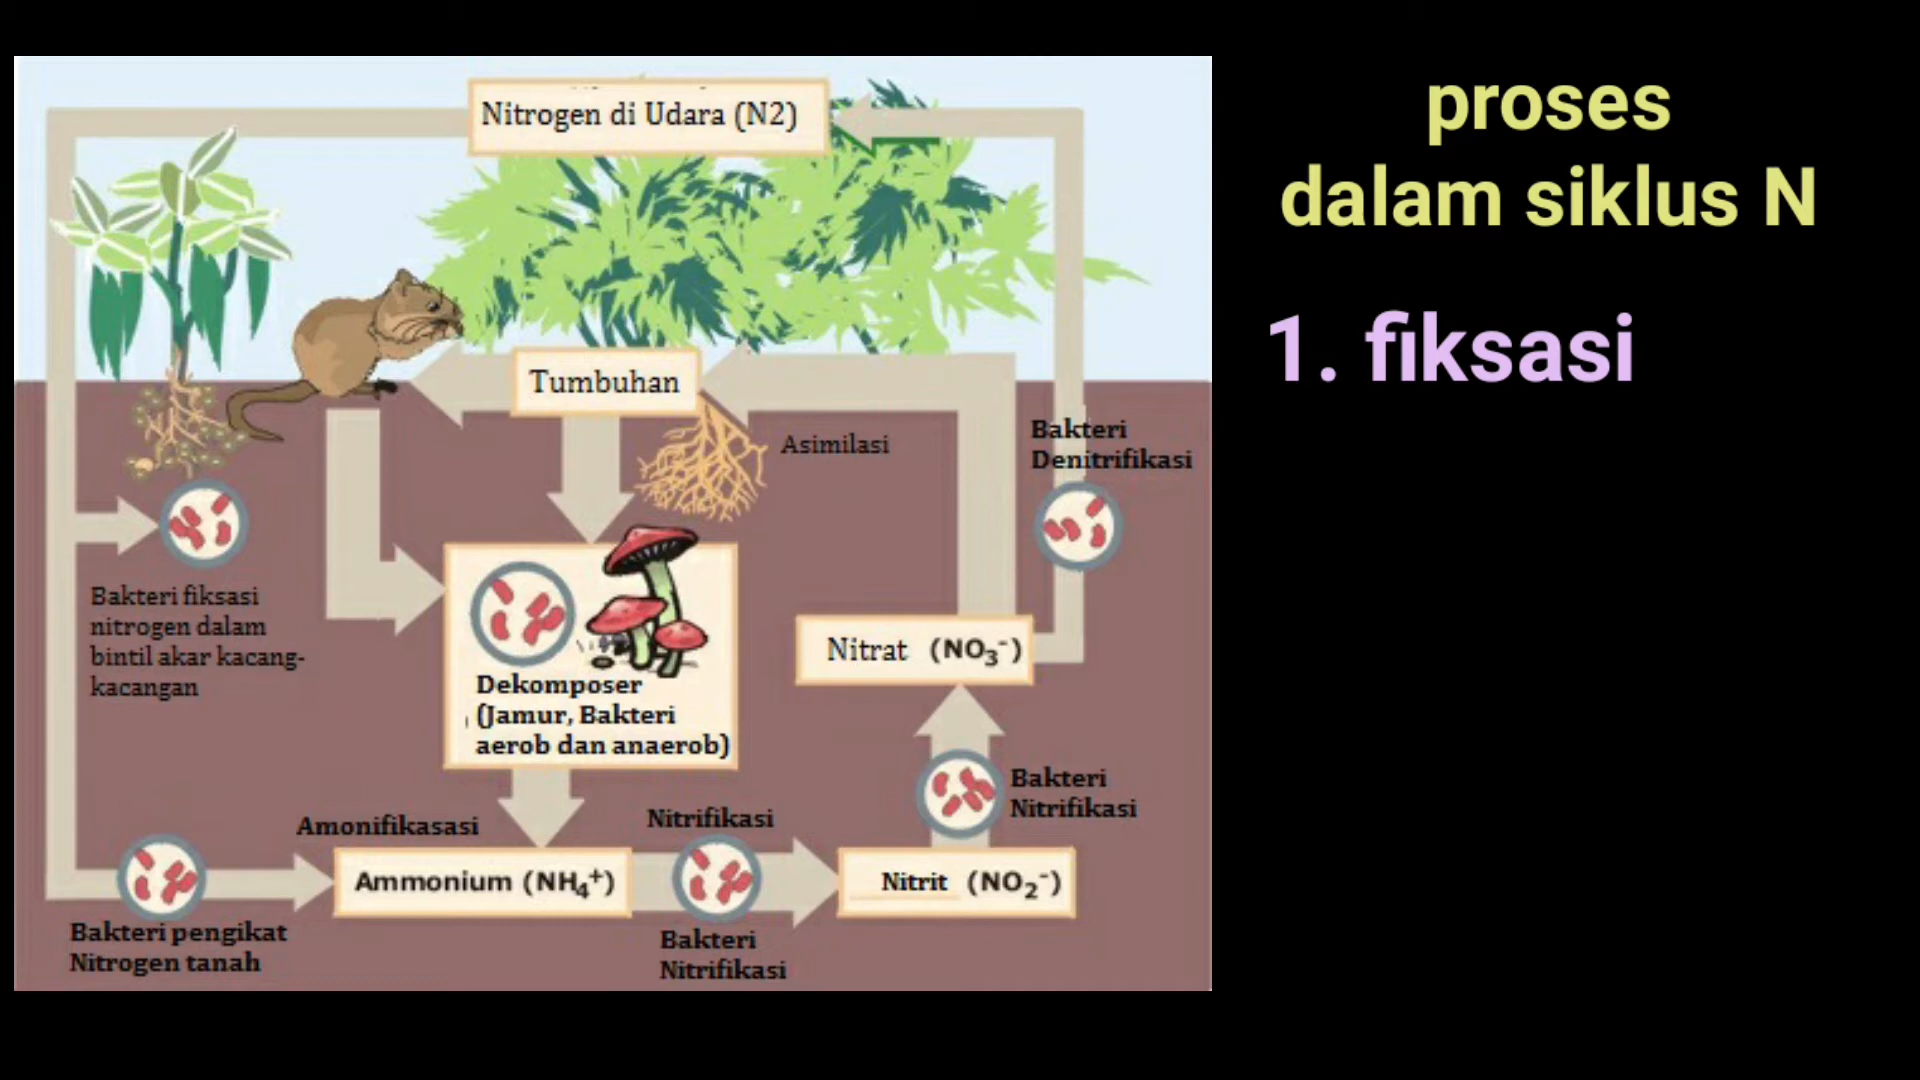 Nitrogen di Udara (N2)
Tumbuhan
Asimilasi
Bakteri
Denitrifikasi
Bakteri fiksasi
nitrogen dalam
bintil akar kacang-
kacangan
Dekomposer
(Jamur, Bakteri
aerob dan anaerob)
Nitrat (NO₃⁻)
Bakteri
Nitrifikasi
Amonifikasasi
Nitrifikasi
Ammonium (NH₄⁺)
Nitrit (NO₂⁻)
Bakteri pengikat
Nitrogen tanah
Bakteri
Nitrifikasi
proses
dalam siklus N
1. fiksasi